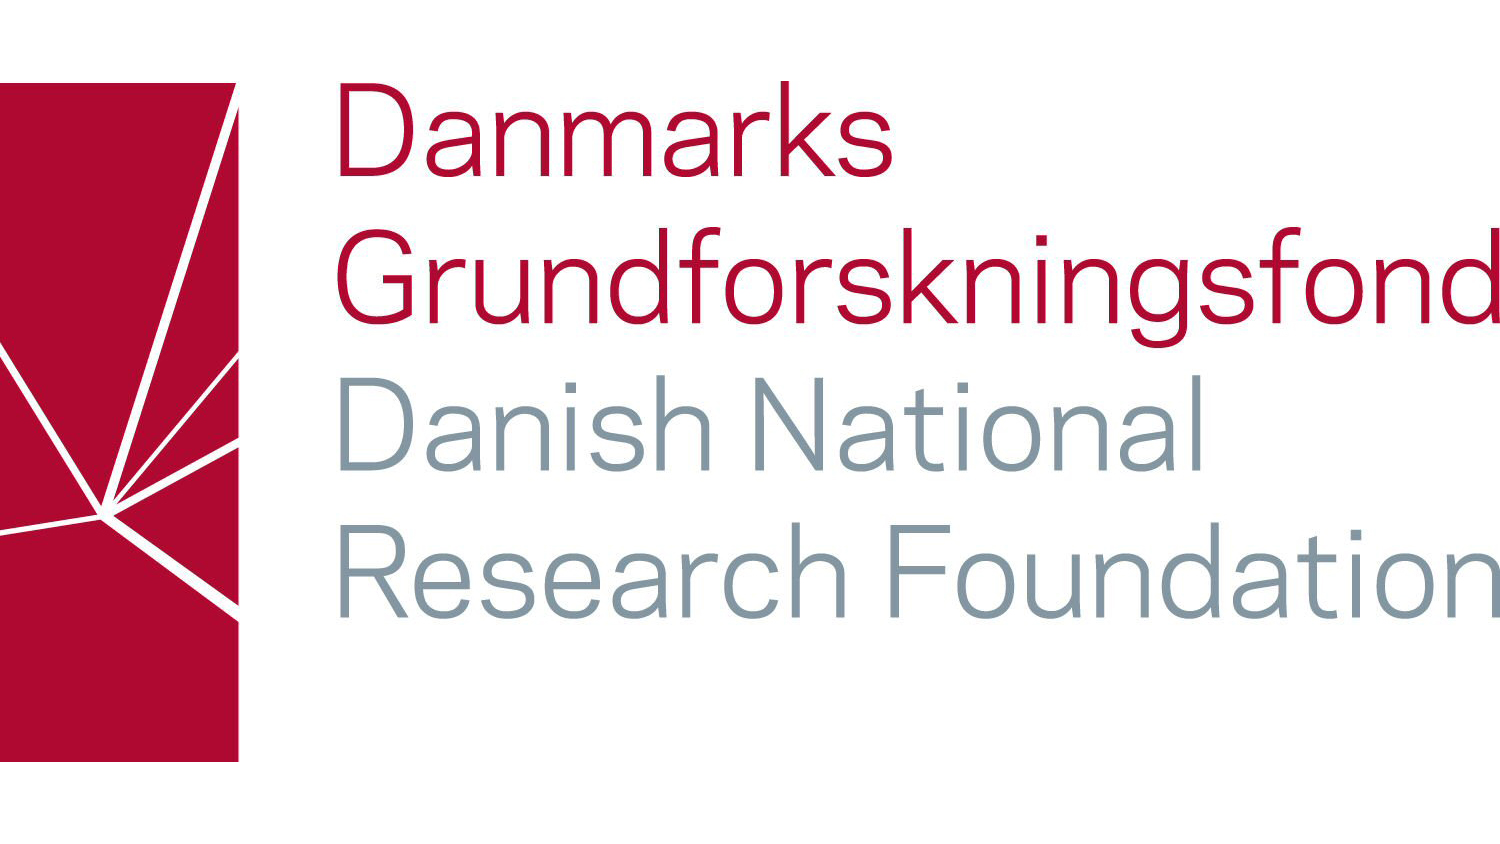 Danmarks
Grundforskningsfond
Danish National
Research Foundation